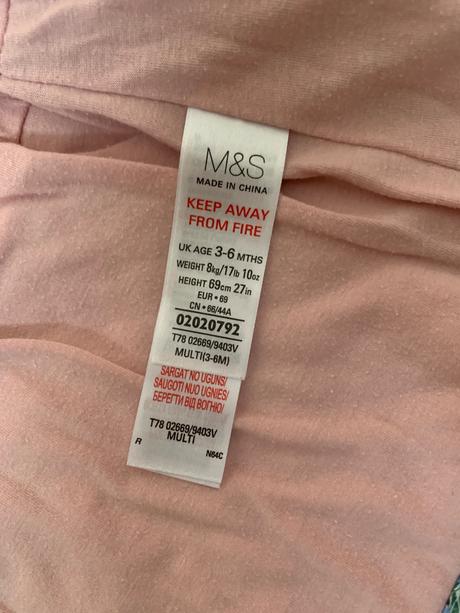 M&S
MADE IN CHINA
KEEP AWAY
FROM FIRE
UK AGE 3-6 MTHS
WEIGHT 8kg/17lb 10oz
HEIGHT 69cm 27in
EUR • 69
CN • 66/44A
02020792
T78 02669/9403V
MULTI(3-6M)
SARGAT NO UGUNS/
SAUGOTI NUO UGNIES/
БЕРЕГТИ ВІД ВОГНЮ/
T78 02669/9403V
MULTI
R N64C